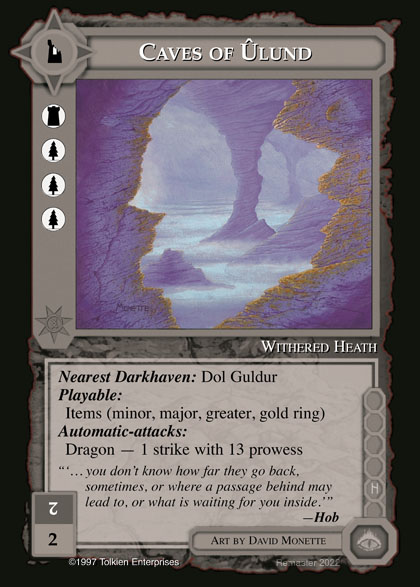 CAVES OF ÛLUND
MONETTE
WITHERED HEATH
Nearest Darkhaven: Dol Guldur
Playable:
Items (minor, major, greater, gold ring)
Automatic-attacks:
Dragon — 1 strike with 13 prowess
“‘… you don’t know how far they go back,
sometimes, or where a passage behind may
lead to, or what is waiting for you inside.’”
—Hob
H
2
2
ART BY DAVID MONETTE
©1997 Tolkien Enterprises
Remaster 2022